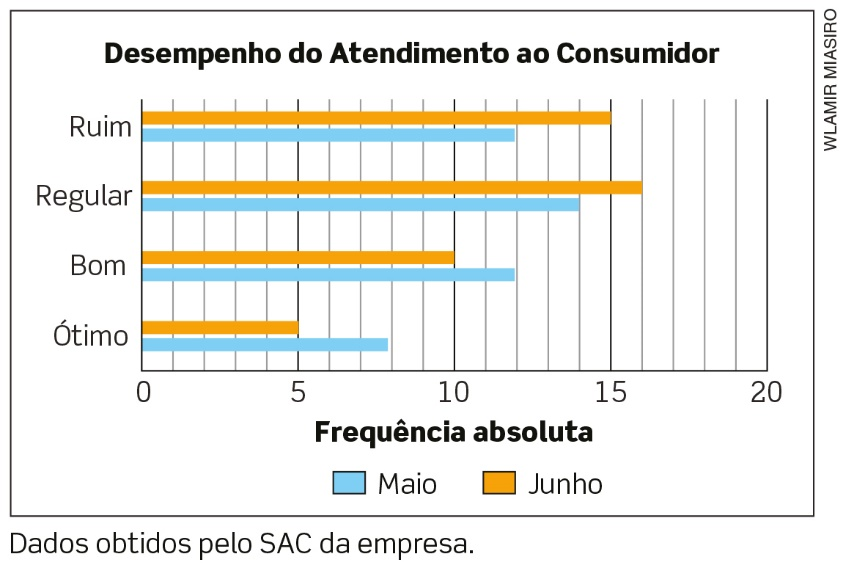 Desempenho do Atendimento ao Consumidor
Ruim
Regular
Bom
Ótimo
0 5 10 15 20
Frequência absoluta
Maio Junho
Dados obtidos pelo SAC da empresa.
WLAMIR MIASIRO